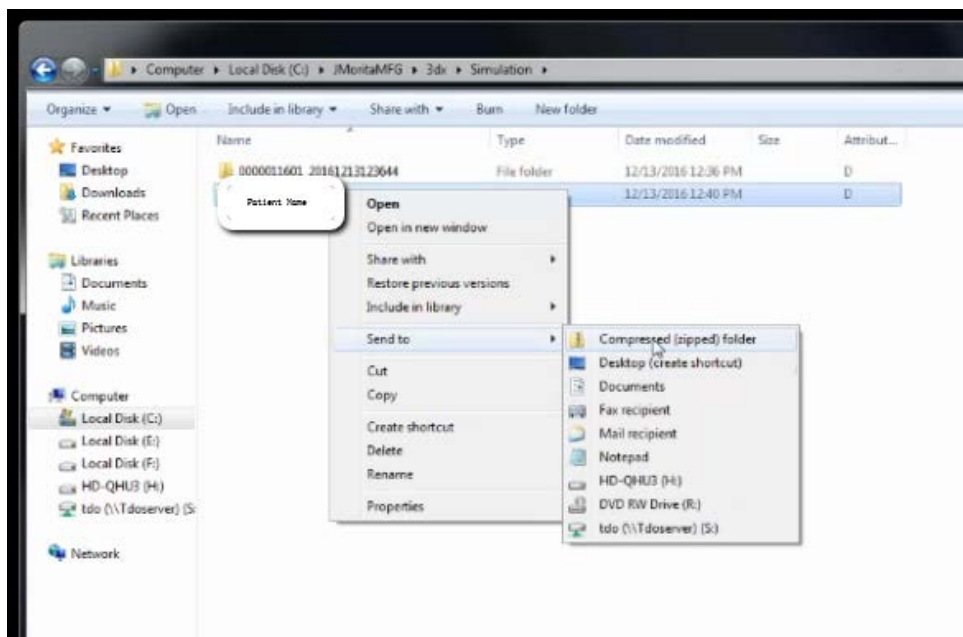 Computer ▸ Local Disk (C:) ▸ JMoritaMFG ▸ 3dx ▸ Simulation ▸
Organize Open Include in library Share with Burn New folder
Name Type Date modified Size Attribut...
Favorites
Desktop
Downloads
Recent Places
Libraries
Documents
Music
Pictures
Videos
Computer
Local Disk (C:)
Local Disk (E:)
Local Disk (F:)
HD-QHU3 (H:)
tdo (\\Tdoserver) (S:
Network
0000011601_20161213123644 File folder 12/13/2016 12:36 PM D
Patient Name 12/13/2016 12:40 PM D
Open
Open in new window
Share with
Restore previous versions
Include in library
Send to
Cut
Copy
Create shortcut
Delete
Rename
Properties
Compressed (zipped) folder
Desktop (create shortcut)
Documents
Fax recipient
Mail recipient
Notepad
HD-QHU3 (H:)
DVD RW Drive (R:)
tdo (\\Tdoserver) (S:)